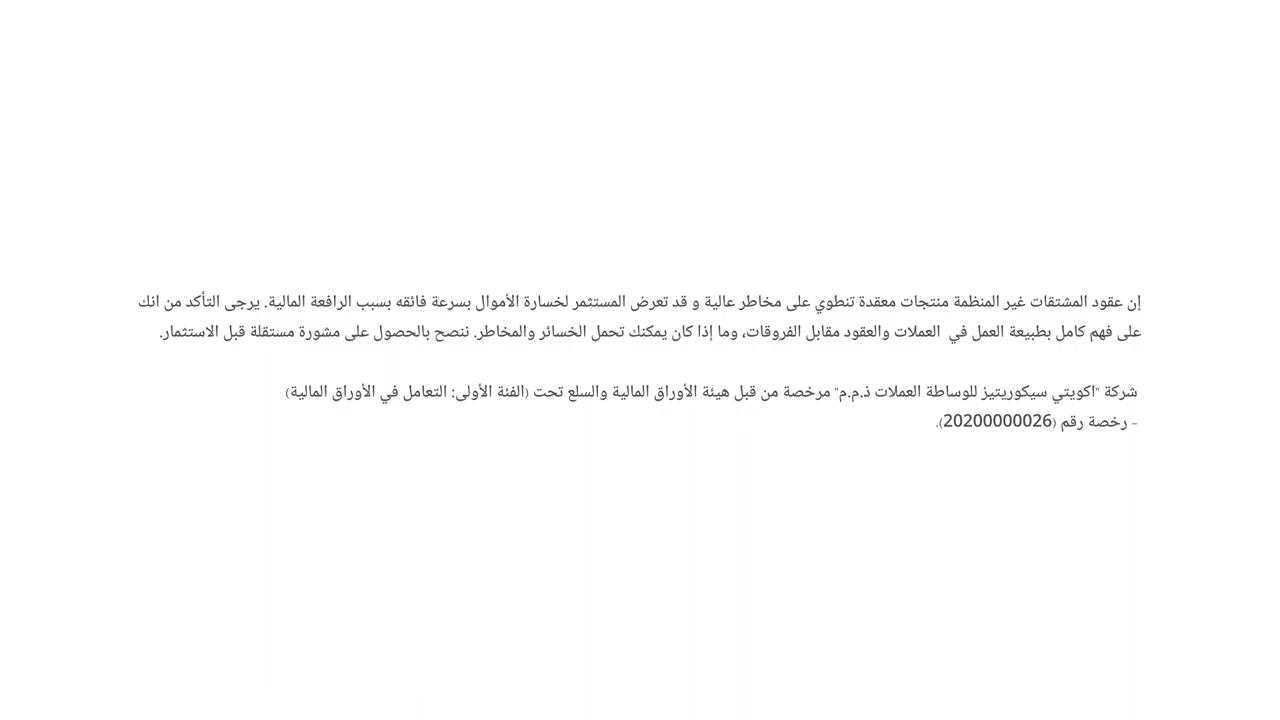 إن عقود المشتقات غير المنظمة منتجات معقدة تنطوي على مخاطر عالية و قد تعرض المستثمر لخسارة الأموال بسرعة فائقه بسبب الرافعة المالية. يرجى التأكد من انك
على فهم كامل بطبيعة العمل في العملات والعقود مقابل الفروقات، وما إذا كان يمكنك تحمل الخسائر والمخاطر. ننصح بالحصول على مشورة مستقلة قبل الاستثمار.
شركة "اكويتي سيكوريتيز للوساطة العملات ذ.م.م" مرخصة من قبل هيئة الأوراق المالية والسلع تحت (الفئة الأولى: التعامل في الأوراق المالية)
- رخصة رقم (20200000026).